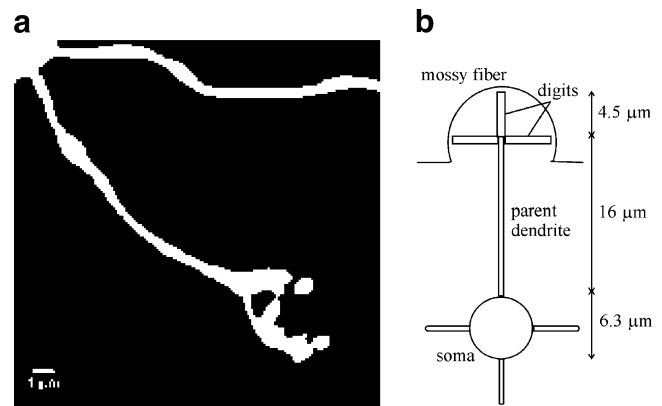 a
b
mossy fiber
digits
4.5 µm
parent
dendrite
16 µm
6.3 µm
soma
1 µm